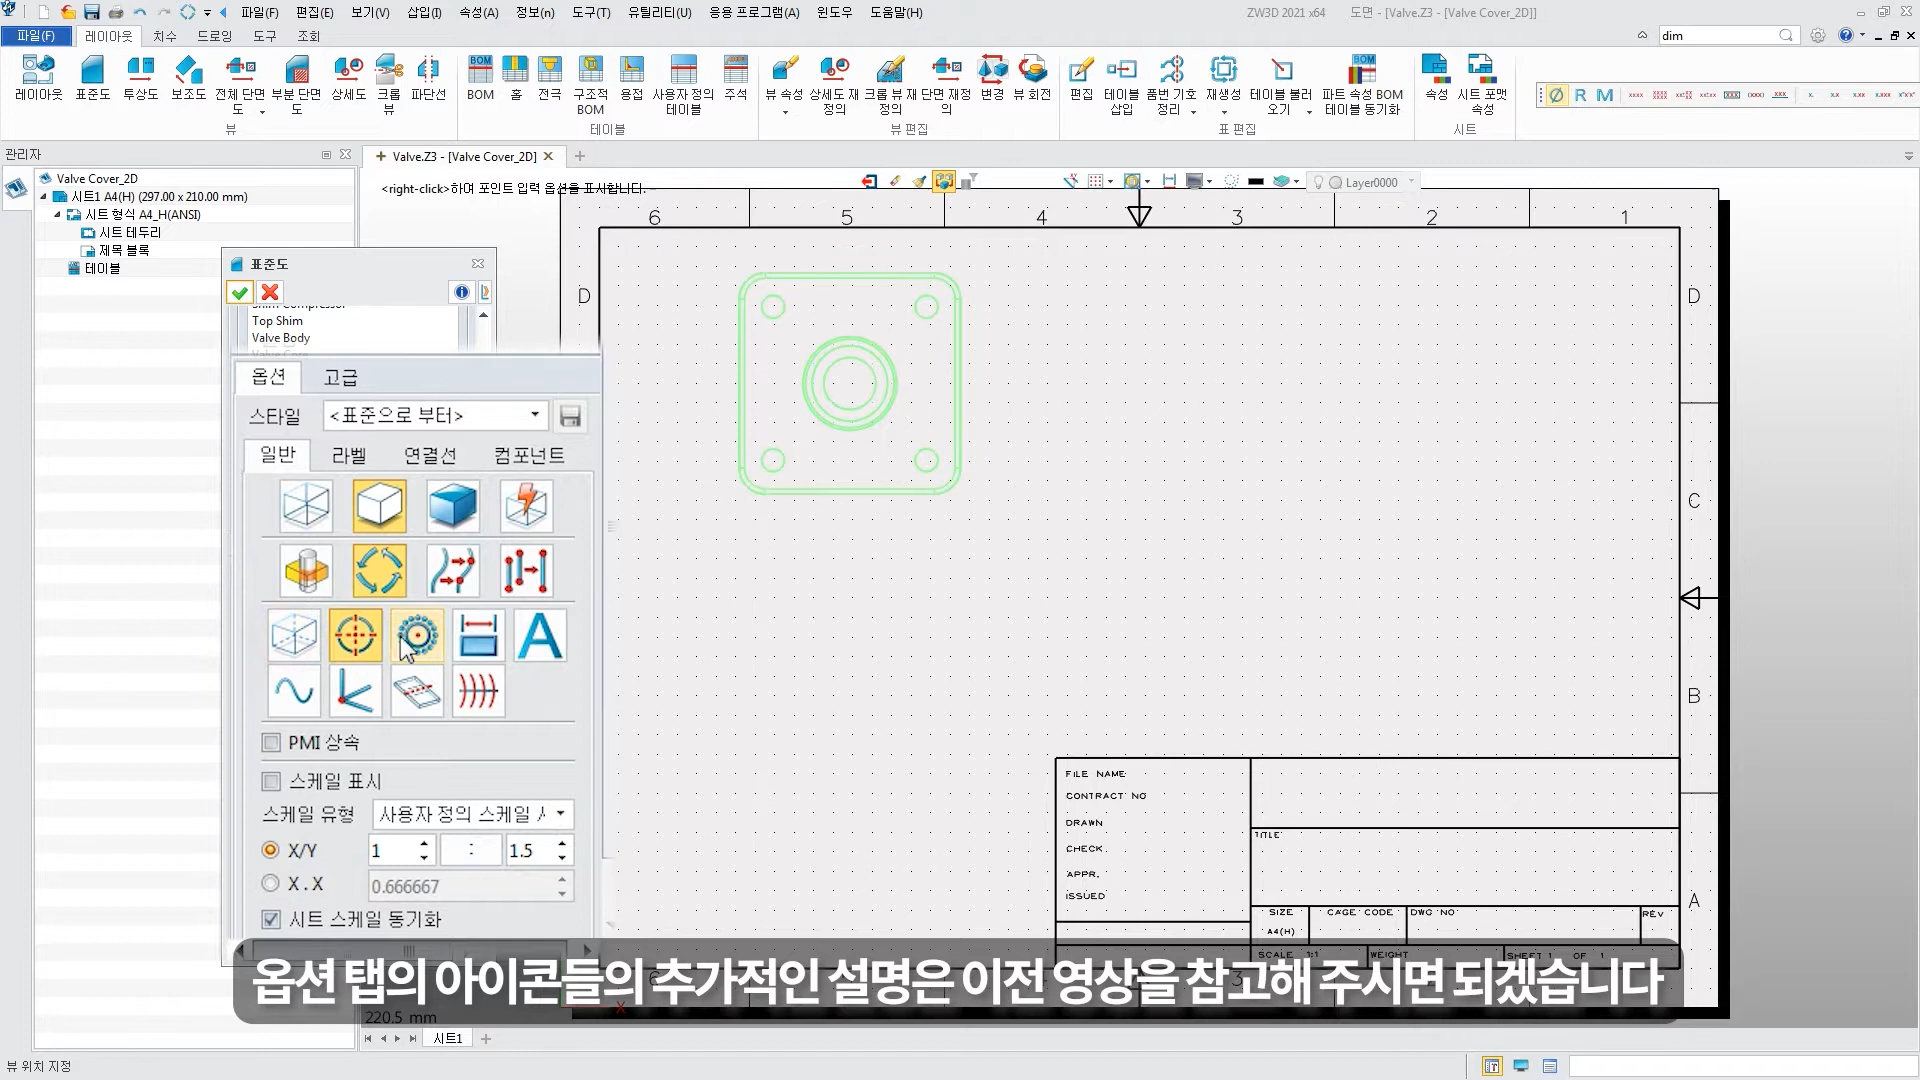 파일(F) 편집(E) 보기(V) 삽입(I) 속성(A) 정보(n) 도구(T) 유틸리티(U) 응용 프로그램(A) 윈도우 도움말(H) ZW3D 2021 x64 도면 - [Valve.Z3 - [Valve Cover_2D]]
파일(F) 레이아웃 치수 드로잉 도구 조회 dim
레이아웃 표준도 투상도 보조도 전체 단면도 부분 단면도 상세도 크롭 뷰 파단선
BOM 홀 전극 구조적 BOM 용접 사용자 정의 테이블 주석
뷰 속성 상세도 재정의 크롭 뷰 재정의 단면 재정의 변경 뷰 회전
편집 테이블 삽입 품번 기호 정리 재생성 테이블 불러오기 파트 속성 BOM 테이블 동기화
속성 시트 포맷 속성
뷰 테이블 뷰 편집 표 편집 시트
R M
관리자
Valve.Z3 - [Valve Cover_2D]
Valve Cover_2D
시트1 A4(H) (297.00 x 210.00 mm)
시트 형식 A4_H(ANSI)
시트 테두리
제목 블록
테이블
<right-click>하며 포인트 입력 옵션을 표시합니다.
Layer0000
6 5 4 3 2 1
D D
C
B
A
표준도
Top Shim
Valve Body
옵션 고급
스타일 <표준으로 부터>
일반 라벨 연결선 컴포넌트
PMI 상속
스케일 표시
스케일 유형 사용자 정의 스케일
X/Y 1 : 1.5
X.X 0.666667
시트 스케일 동기화
FILE NAME
CONTRACT NO
DRAWN
CHECK
APPR.
ISSUED
TITLE
SIZE CAGE CODE DWG NO REV
A4(H)
SCALE 1:1 WEIGHT SHEET 1 OF 1
옵션 탭의 아이콘들의 추가적인 설명은 이전 영상을 참고해 주시면 되겠습니다
220.5 mm
시트1
뷰 위치 지정